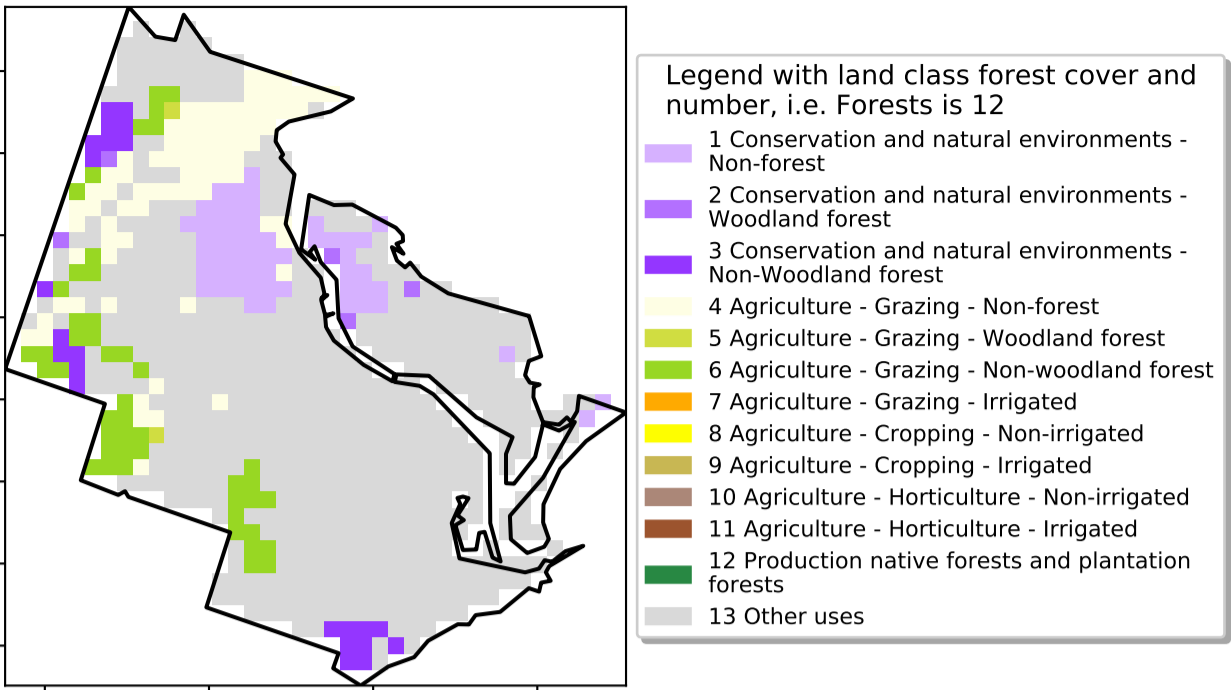 Legend with land class forest cover and
number, i.e. Forests is 12
1 Conservation and natural environments -
Non-forest
2 Conservation and natural environments -
Woodland forest
3 Conservation and natural environments -
Non-Woodland forest
4 Agriculture - Grazing - Non-forest
5 Agriculture - Grazing - Woodland forest
6 Agriculture - Grazing - Non-woodland forest
7 Agriculture - Grazing - Irrigated
8 Agriculture - Cropping - Non-irrigated
9 Agriculture - Cropping - Irrigated
10 Agriculture - Horticulture - Non-irrigated
11 Agriculture - Horticulture - Irrigated
12 Production native forests and plantation
forests
13 Other uses